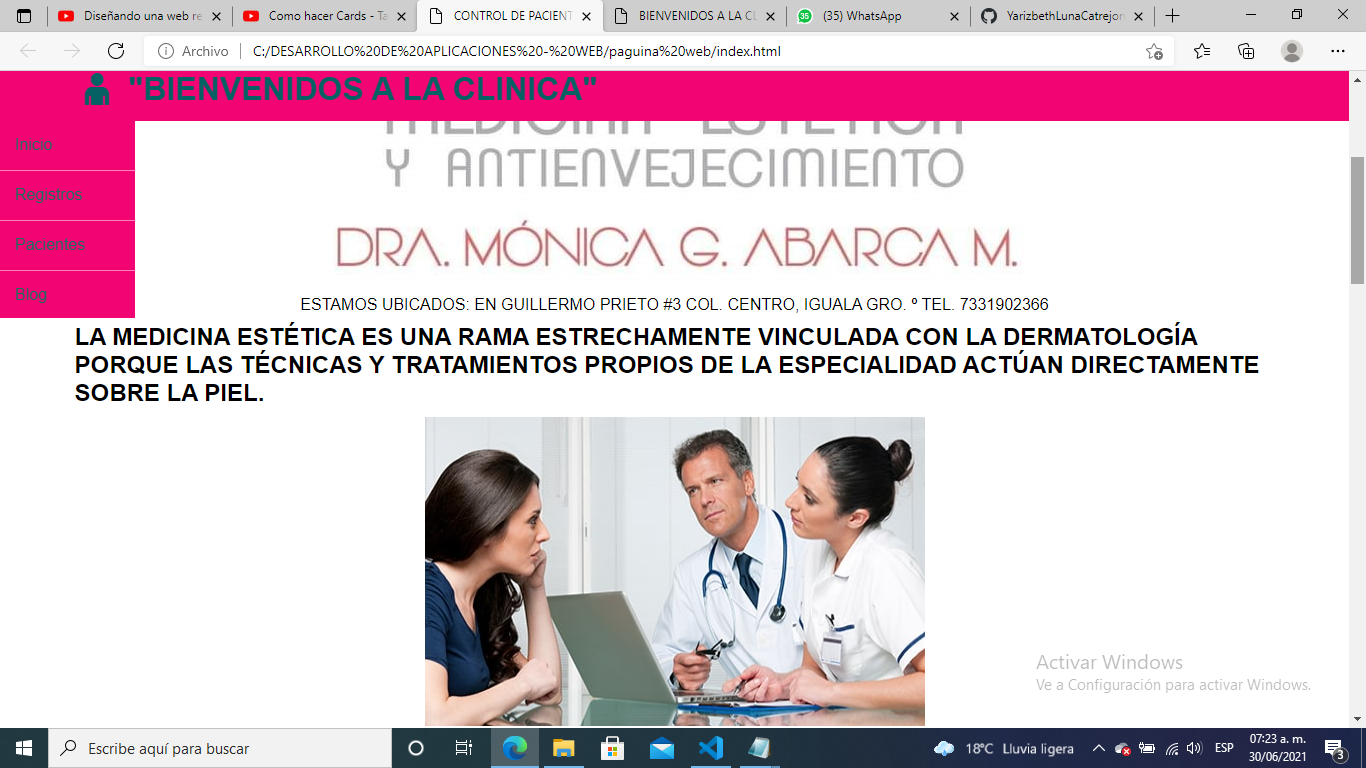 Diseñando una web re
Como hacer Cards - Ta
CONTROL DE PACIENT
BIENVENIDOS A LA CL
(35) WhatsApp
YarizbethLunaCatrejon
Archivo
C:/DESARROLLO%20DE%20APLICACIONES%20-%20WEB/paguina%20web/index.html
"BIENVENIDOS A LA CLINICA"
Inicio
Registros
Pacientes
Blog
MEDICINA ESTÉTICA
Y ANTIENVEJECIMIENTO
DRA. MÓNICA G. ABARCA M.
ESTAMOS UBICADOS: EN GUILLERMO PRIETO #3 COL. CENTRO, IGUALA GRO. º TEL. 7331902366
LA MEDICINA ESTÉTICA ES UNA RAMA ESTRECHAMENTE VINCULADA CON LA DERMATOLOGÍA
PORQUE LAS TÉCNICAS Y TRATAMIENTOS PROPIOS DE LA ESPECIALIDAD ACTÚAN DIRECTAMENTE
SOBRE LA PIEL.
Activar Windows
Ve a Configuración para activar Windows.
Escribe aquí para buscar
18°C Lluvia ligera
ESP
07:23 a. m.
30/06/2021
3